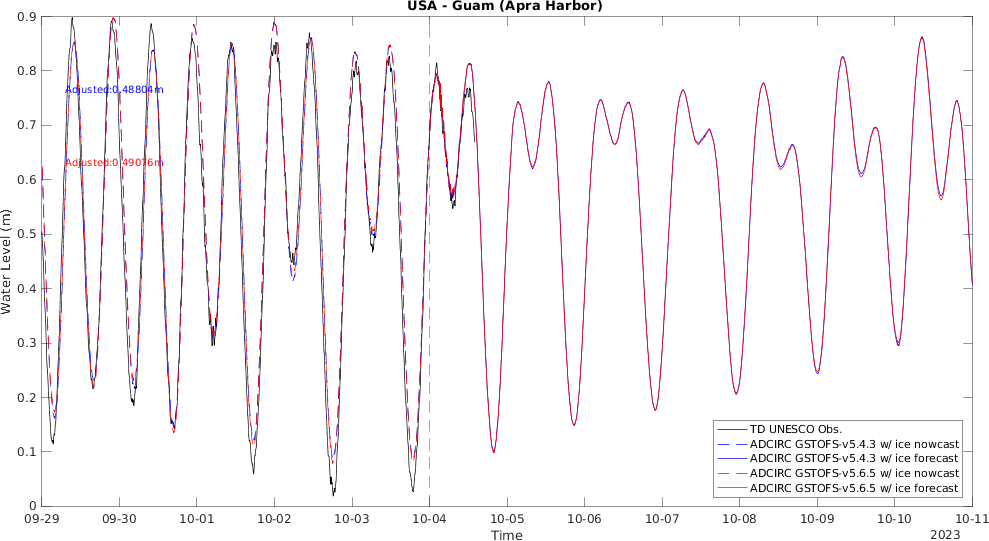 USA - Guam (Apra Harbor)
0.9
0.8
0.7
0.6
0.5
0.4
0.3
0.2
0.1
0
Water Level (m)
Adjusted:0.48804m
Adjusted:0.49076m
TD UNESCO Obs.
ADCIRC GSTOFS-v5.4.3 w/ ice nowcast
ADCIRC GSTOFS-v5.4.3 w/ ice forecast
ADCIRC GSTOFS-v5.6.5 w/ ice nowcast
ADCIRC GSTOFS-v5.6.5 w/ ice forecast
09-29 09-30 10-01 10-02 10-03 10-04 10-05 10-06 10-07 10-08 10-09 10-10 10-11
Time
2023